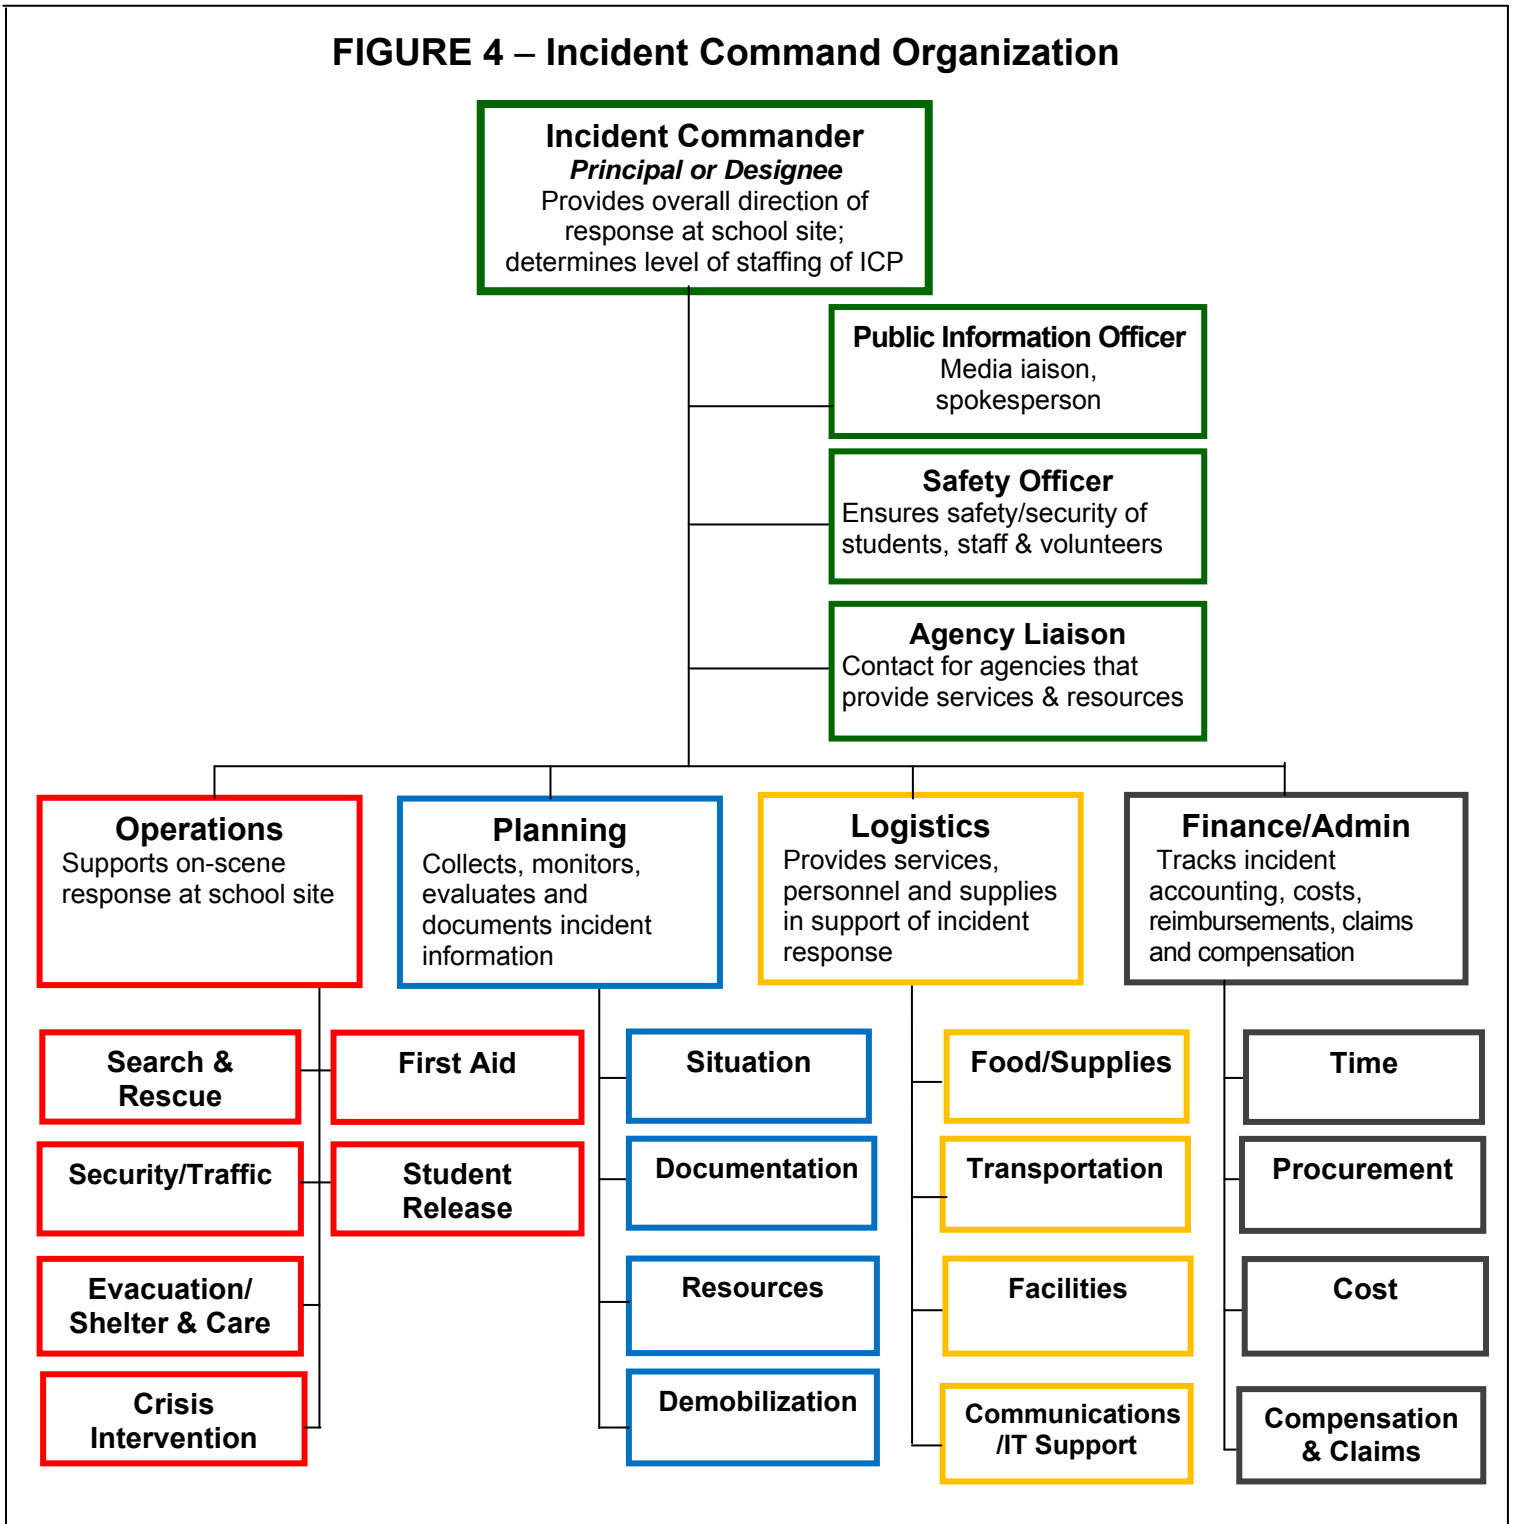 FIGURE 4 – Incident Command Organization
Incident Commander
Principal or Designee
Provides overall direction of
response at school site;
determines level of staffing of ICP
Public Information Officer
Media iaison,
spokesperson
Safety Officer
Ensures safety/security of
students, staff & volunteers
Agency Liaison
Contact for agencies that
provide services & resources
Operations
Supports on-scene
response at school site
Planning
Collects, monitors,
evaluates and
documents incident
information
Logistics
Provides services,
personnel and supplies
in support of incident
response
Finance/Admin
Tracks incident
accounting, costs,
reimbursements, claims
and compensation
Search &
Rescue
First Aid
Situation
Food/Supplies
Time
Security/Traffic
Student
Release
Documentation
Transportation
Procurement
Evacuation/
Shelter & Care
Resources
Facilities
Cost
Crisis
Intervention
Demobilization
Communications
/IT Support
Compensation
& Claims